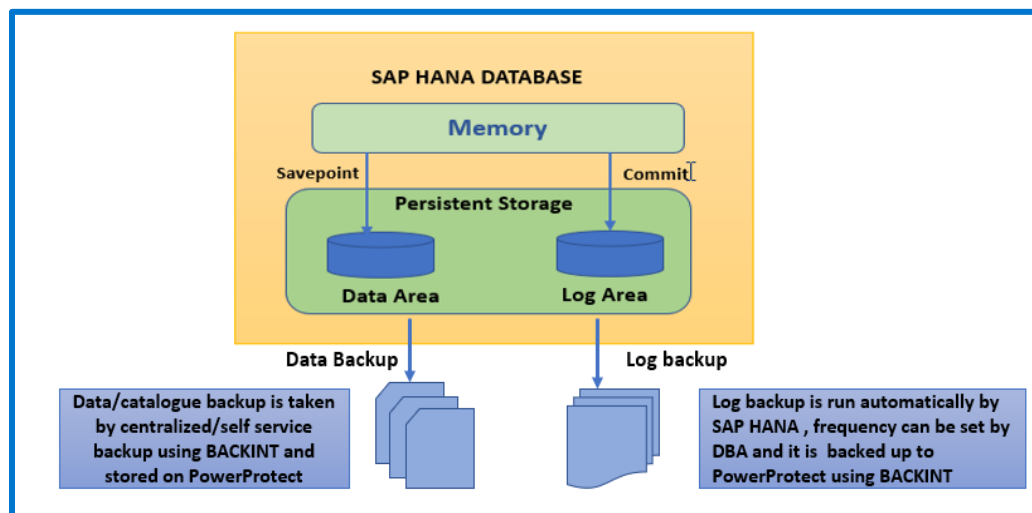 SAP HANA DATABASE
Memory
Savepoint
Commit
Persistent Storage
Data Area
Log Area
Data Backup
Log backup
Data/catalogue backup is taken
by centralized/self service
backup using BACKINT and
stored on PowerProtect
Log backup is run automatically by
SAP HANA , frequency can be set by
DBA and it is  backed up to
PowerProtect using BACKINT